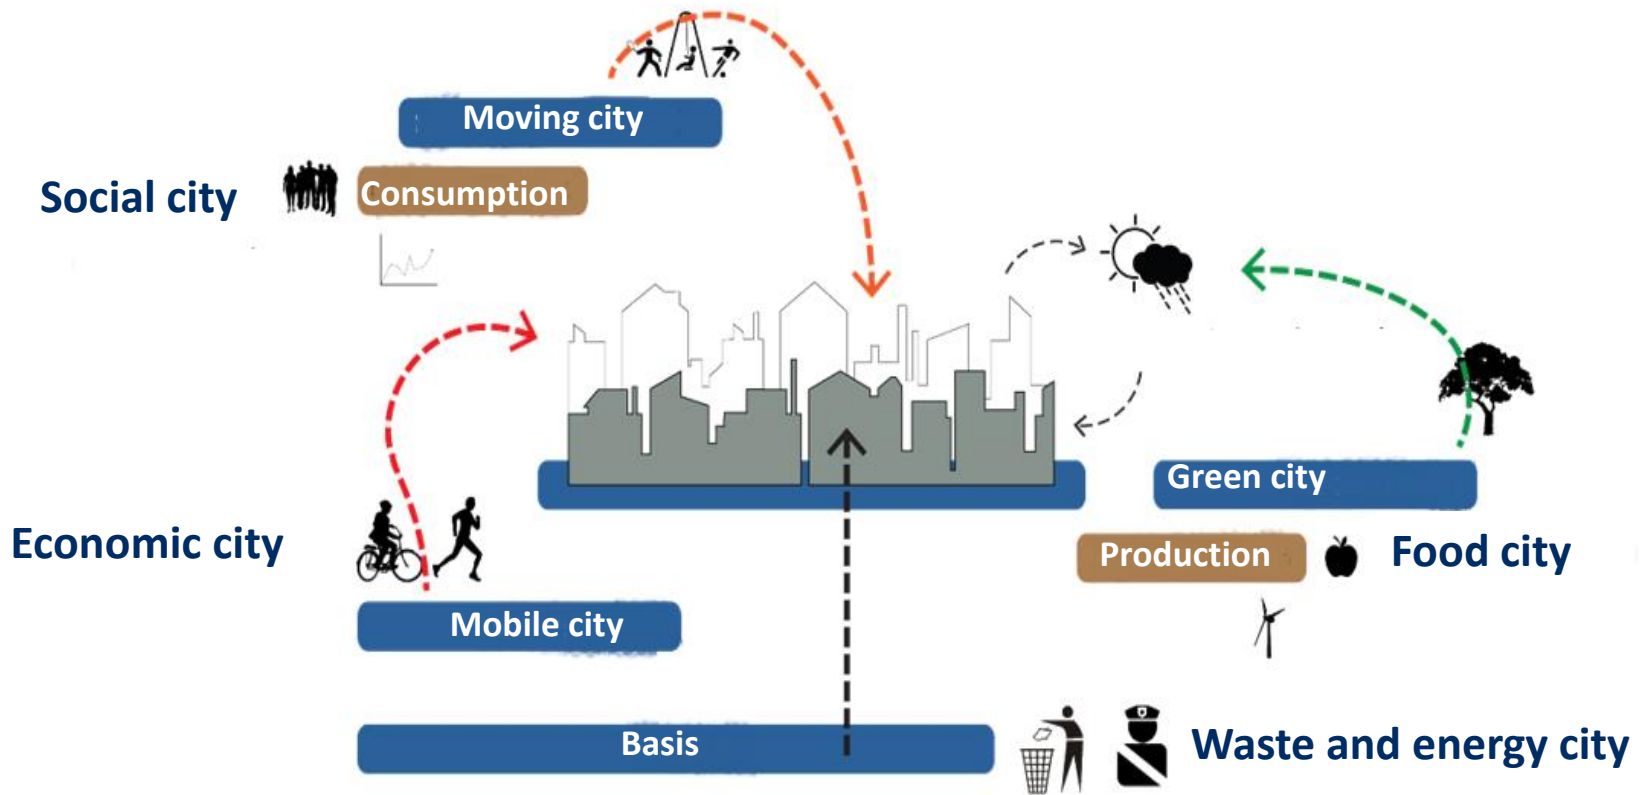 Moving city
Social city
Consumption
Green city
Economic city
Production
Food city
Mobile city
Basis
Waste and energy city